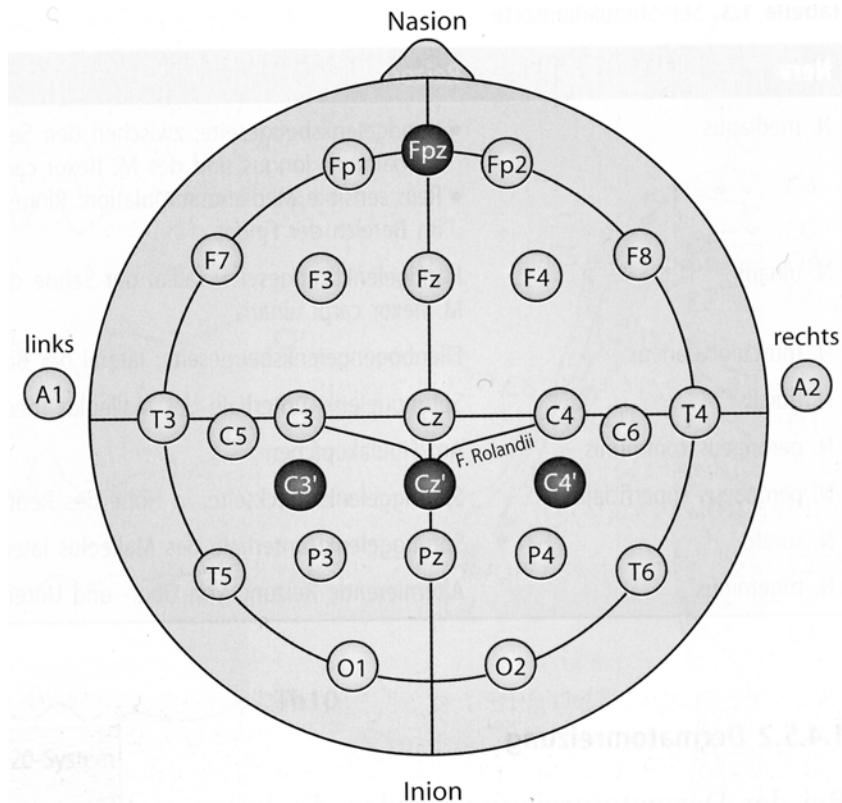 Nasion
Fpz
Fp1 Fp2
F7 F8
F3 Fz F4
links rechts
A1 A2
T3 C3 Cz C4 T4
C5 C6
F. Rolandii
C3' Cz' C4'
P3 Pz P4
T5 T6
O1 O2
Inion